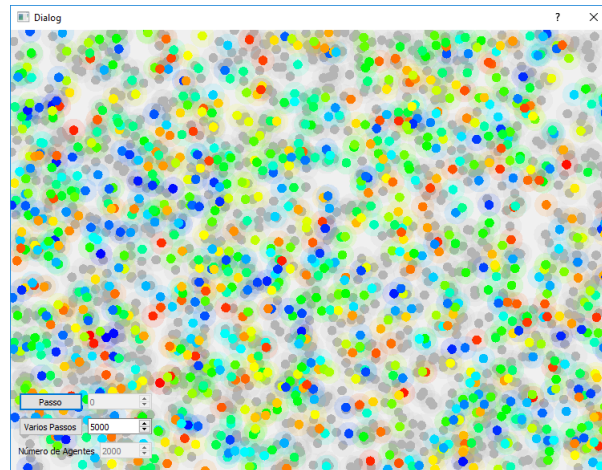 Dialog ?
Passo 0
Varios Passos 5000
Número de Agentes 2000